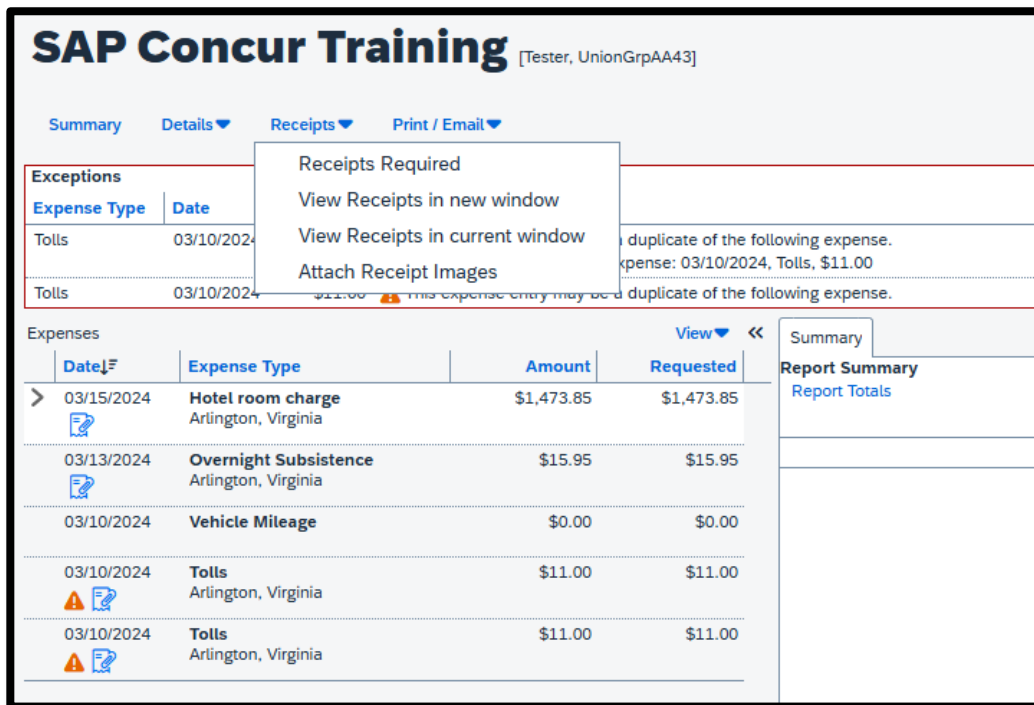 SAP Concur Training [Tester, UnionGrpAA43]
Summary Details Receipts Print / Email
Receipts Required
View Receipts in new window
View Receipts in current window
Attach Receipt Images
Exceptions
Expense Type Date
Tolls 03/10/2024 a duplicate of the following expense.
expense: 03/10/2024, Tolls, $11.00
Tolls 03/10/2024 $11.00 This expense entry may be a duplicate of the following expense.
Expenses View
Date Expense Type Amount Requested
03/15/2024 Hotel room charge $1,473.85 $1,473.85
Arlington, Virginia
03/13/2024 Overnight Subsistence $15.95 $15.95
Arlington, Virginia
03/10/2024 Vehicle Mileage $0.00 $0.00
03/10/2024 Tolls $11.00 $11.00
Arlington, Virginia
03/10/2024 Tolls $11.00 $11.00
Arlington, Virginia
Summary
Report Summary
Report Totals